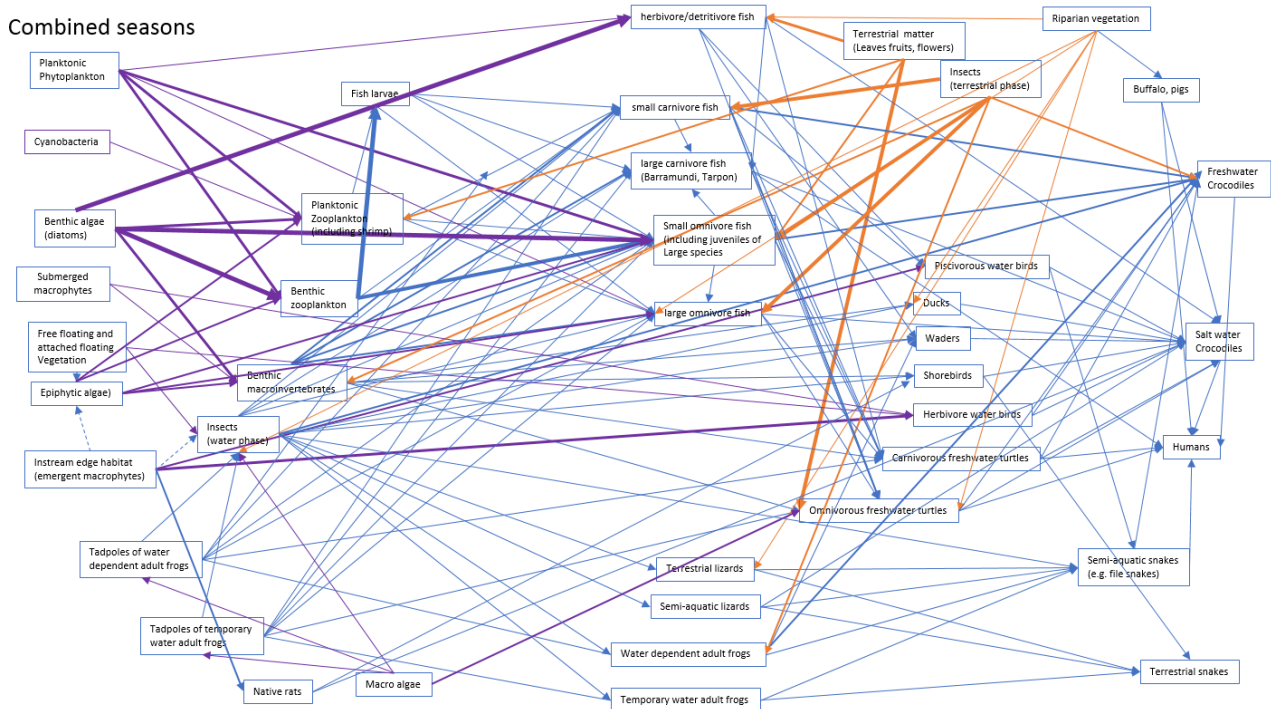 Combined seasons
herbivore/detritivore fish
Riparian vegetation
Terrestrial matter
(Leaves fruits, flowers)
Planktonic
Phytoplankton
Insects
(terrestrial phase)
Fish larvae
Buffalo, pigs
small carnivore fish
Cyanobacteria
large carnivore fish
(Barramundi, Tarpon)
Freshwater
Crocodiles
Planktonic
Zooplankton
(including shrimp)
Benthic algae
(diatoms)
Small omnivore fish
(including juveniles of
Large species
Submerged
macrophytes
Piscivorous water birds
Benthic
zooplankton
Ducks
large omnivore fish
Free floating and
attached floating
Vegetation
Waders
Salt water
Crocodiles
Epiphytic algae)
Benthic
macroinvertebrates
Shorebirds
Herbivore water birds
Insects
(water phase)
Humans
Instream edge habitat
(emergent macrophytes)
Carnivorous freshwater turtles
Omnivorous freshwater turtles
Tadpoles of water
dependent adult frogs
Terrestrial lizards
Semi-aquatic snakes
(e.g. file snakes)
Semi-aquatic lizards
Tadpoles of temporary
water adult frogs
Water dependent adult frogs
Terrestrial snakes
Native rats
Macro algae
Temporary water adult frogs